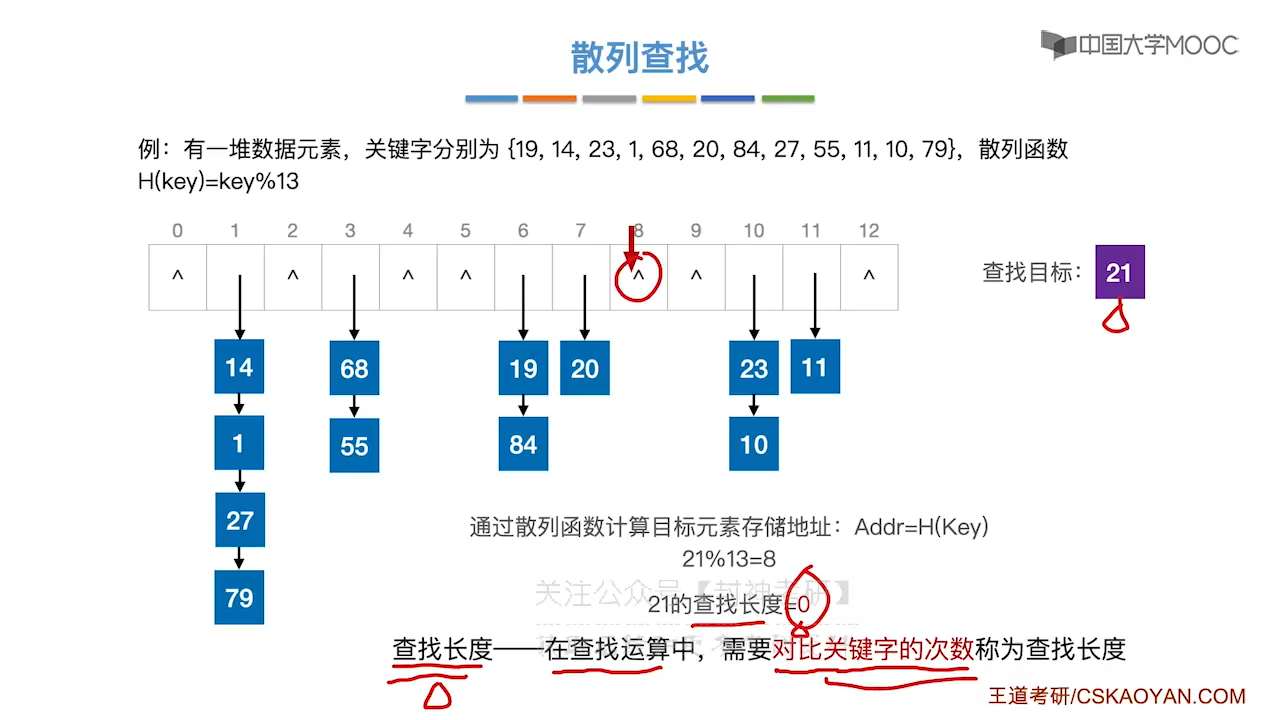 中国大学MOOC
散列查找
例：有一堆数据元素，关键字分别为 {19, 14, 23, 1, 68, 20, 84, 27, 55, 11, 10, 79}，散列函数
H(key)=key%13
0 1 2 3 4 5 6 7 8 9 10 11 12
^ ^ ^ ^ ^ ^ ^
查找目标： 21
14 68 19 20 23 11
1 55 84 10
27
79
通过散列函数计算目标元素存储地址：Addr=H(Key)
21%13=8
关注公众号【封神考研】
21的查找长度=0
查找长度——在查找运算中，需要对比关键字的次数称为查找长度
王道考研/CSKAOYAN.COM